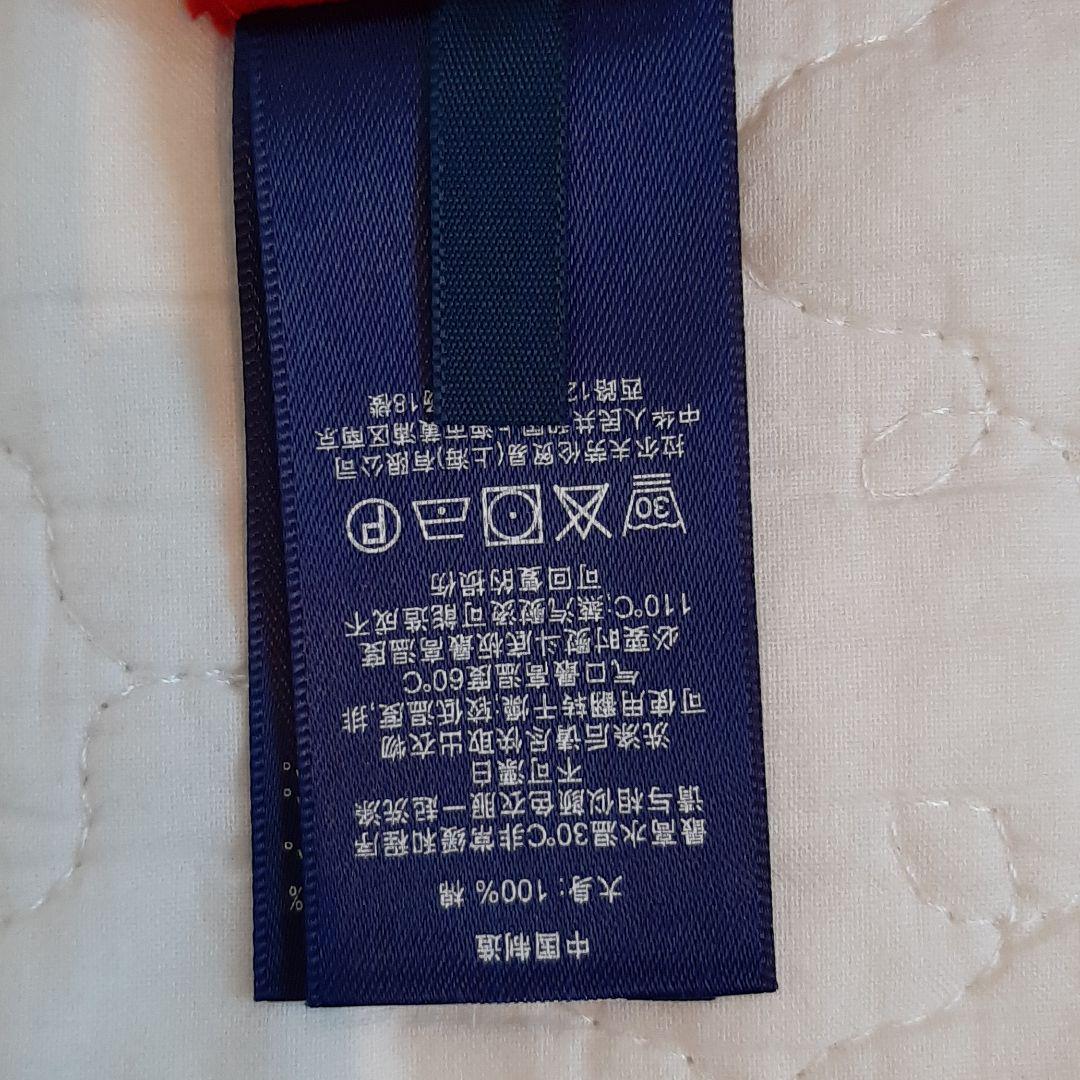 中国制造
大身: 100% 棉
最高水温30°C非常缓和程序
请与相似颜色衣服一起洗涤
不可漂白
洗涤后请尽快取出衣物
可使用翻转干燥:较低温度,排
气口最高温度60°C
必要时熨斗底板最高温度
110°C;蒸汽熨烫可能造成不
可回复的损伤
30 P
拉尔夫劳伦贸易(上海)有限公司
中华人民共和国上海市黄浦区南京
西路12 18楼
%